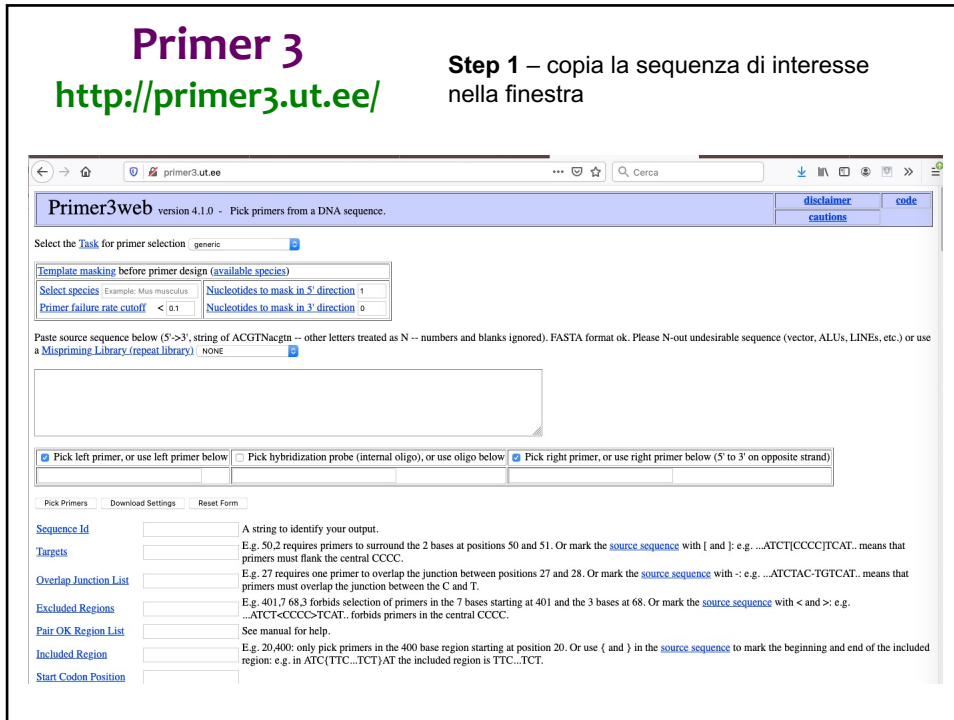 Primer 3
http://primer3.ut.ee/
Step 1 – copia la sequenza di interesse
nella finestra
primer3.ut.ee
Cerca
Primer3web version 4.1.0 - Pick primers from a DNA sequence.
disclaimer
code
cautions
Select the Task for primer selection generic
Template masking before primer design (available species)
Select species Example: Mus musculus
Nucleotides to mask in 5' direction 1
Primer failure rate cutoff < 0.1
Nucleotides to mask in 3' direction 0
Paste source sequence below (5'->3', string of ACGTNacgtn -- other letters treated as N -- numbers and blanks ignored). FASTA format ok. Please N-out undesirable sequence (vector, ALUs, LINEs, etc.) or use
a Mispriming Library (repeat library) NONE
Pick left primer, or use left primer below
Pick hybridization probe (internal oligo), or use oligo below
Pick right primer, or use right primer below (5' to 3' on opposite strand)
Pick Primers
Download Settings
Reset Form
Sequence Id
A string to identify your output.
Targets
E.g. 50,2 requires primers to surround the 2 bases at positions 50 and 51. Or mark the source sequence with [ and ]: e.g. ...ATCT[CCCC]TCAT.. means that
primers must flank the central CCCC.
Overlap Junction List
E.g. 27 requires one primer to overlap the junction between positions 27 and 28. Or mark the source sequence with -: e.g. ...ATCTAC-TGTCAT.. means that
primers must overlap the junction between the C and T.
Excluded Regions
E.g. 401,7 68,3 forbids selection of primers in the 7 bases starting at 401 and the 3 bases at 68. Or mark the source sequence with < and >: e.g.
...ATCT<CCCC>TCAT.. forbids primers in the central CCCC.
Pair OK Region List
See manual for help.
Included Region
E.g. 20,400: only pick primers in the 400 base region starting at position 20. Or use { and } in the source sequence to mark the beginning and end of the included
region: e.g. in ATC{TTC...TCT}AT the included region is TTC...TCT.
Start Codon Position